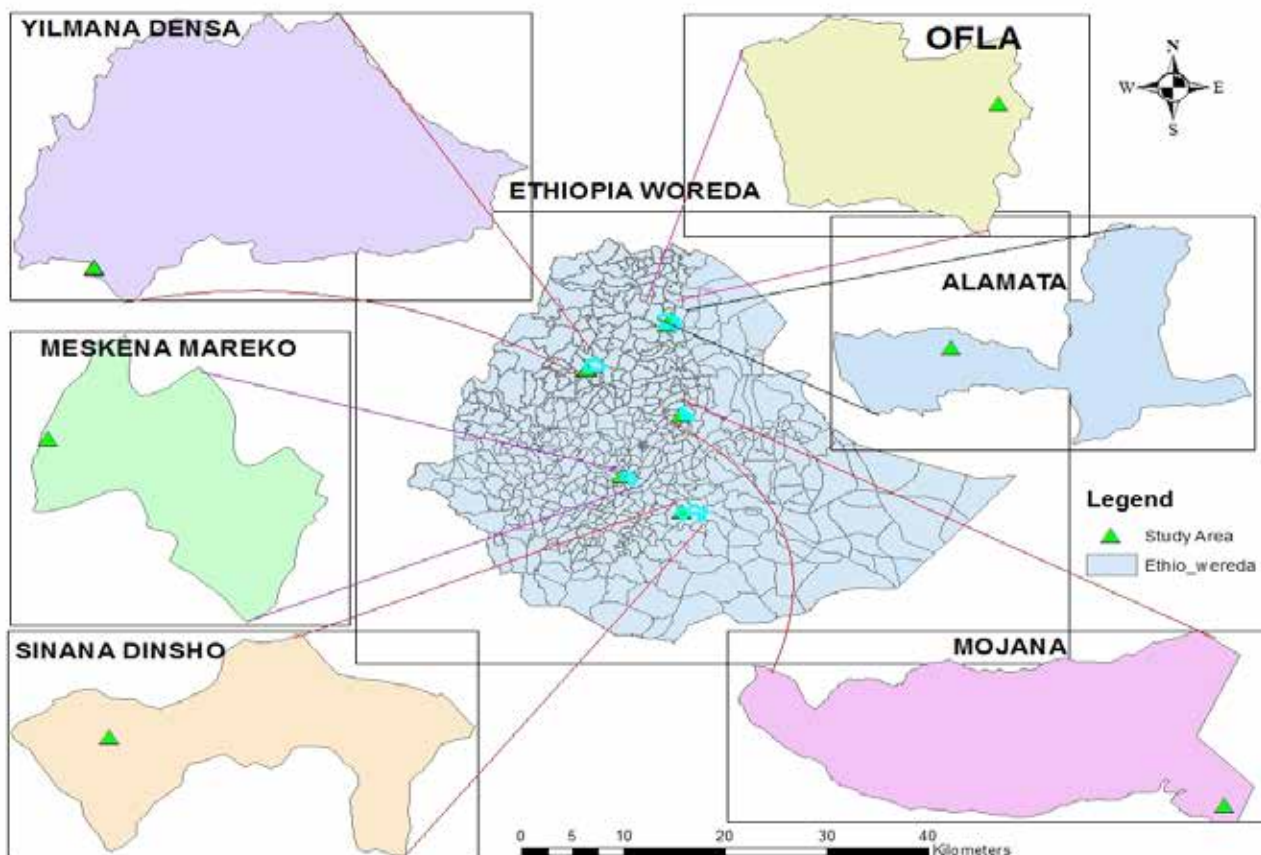 YILMANA DENSA
OFLA
N
W E
S
ETHIOPIA WOREDA
ALAMATA
MESKENA MAREKO
Legend
Study Area
Ethio_wereda
SINANA DINSHO
MOJANA
0 5 10 20 30 40
Kilometers